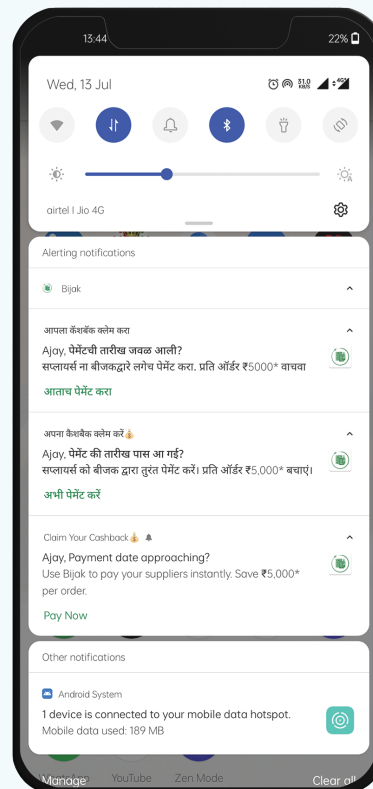 13:44 22%
Wed, 13 Jul 31.0 KB/S 4G+
airtel | Jio 4G
Alerting notifications
Bijak
आपला कॅशबॅक क्लेम करा
Ajay, पेमेंटची तारीख जवळ आली?
सप्लायर्स ना बीजकद्वारे लगेच पेमेंट करा. प्रति ऑर्डर ₹5000* वाचवा
आताच पेमेंट करा
अपना कैशबैक क्लेम करें💰
Ajay, पेमेंट की तारीख पास आ गई?
सप्लायर्स को बीजक द्वारा तुरंत पेमेंट करें। प्रति ऑर्डर ₹5,000* बचाएं।
अभी पेमेंट करें
Claim Your Cashback💰
Ajay, Payment date approaching?
Use Bijak to pay your suppliers instantly. Save ₹5,000*
per order.
Pay Now
Other notifications
Android System
1 device is connected to your mobile data hotspot.
Mobile data used: 189 MB
WhatsApp YouTube Zen Mode
Manage Clear all